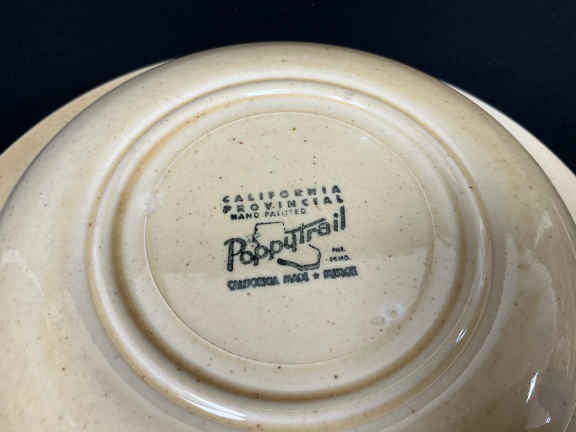 CALIFORNIA
PROVINCIAL
HAND PAINTED
Poppytrail
PAT.
PEND.
CALIFORNIA MADE ★ METLOX